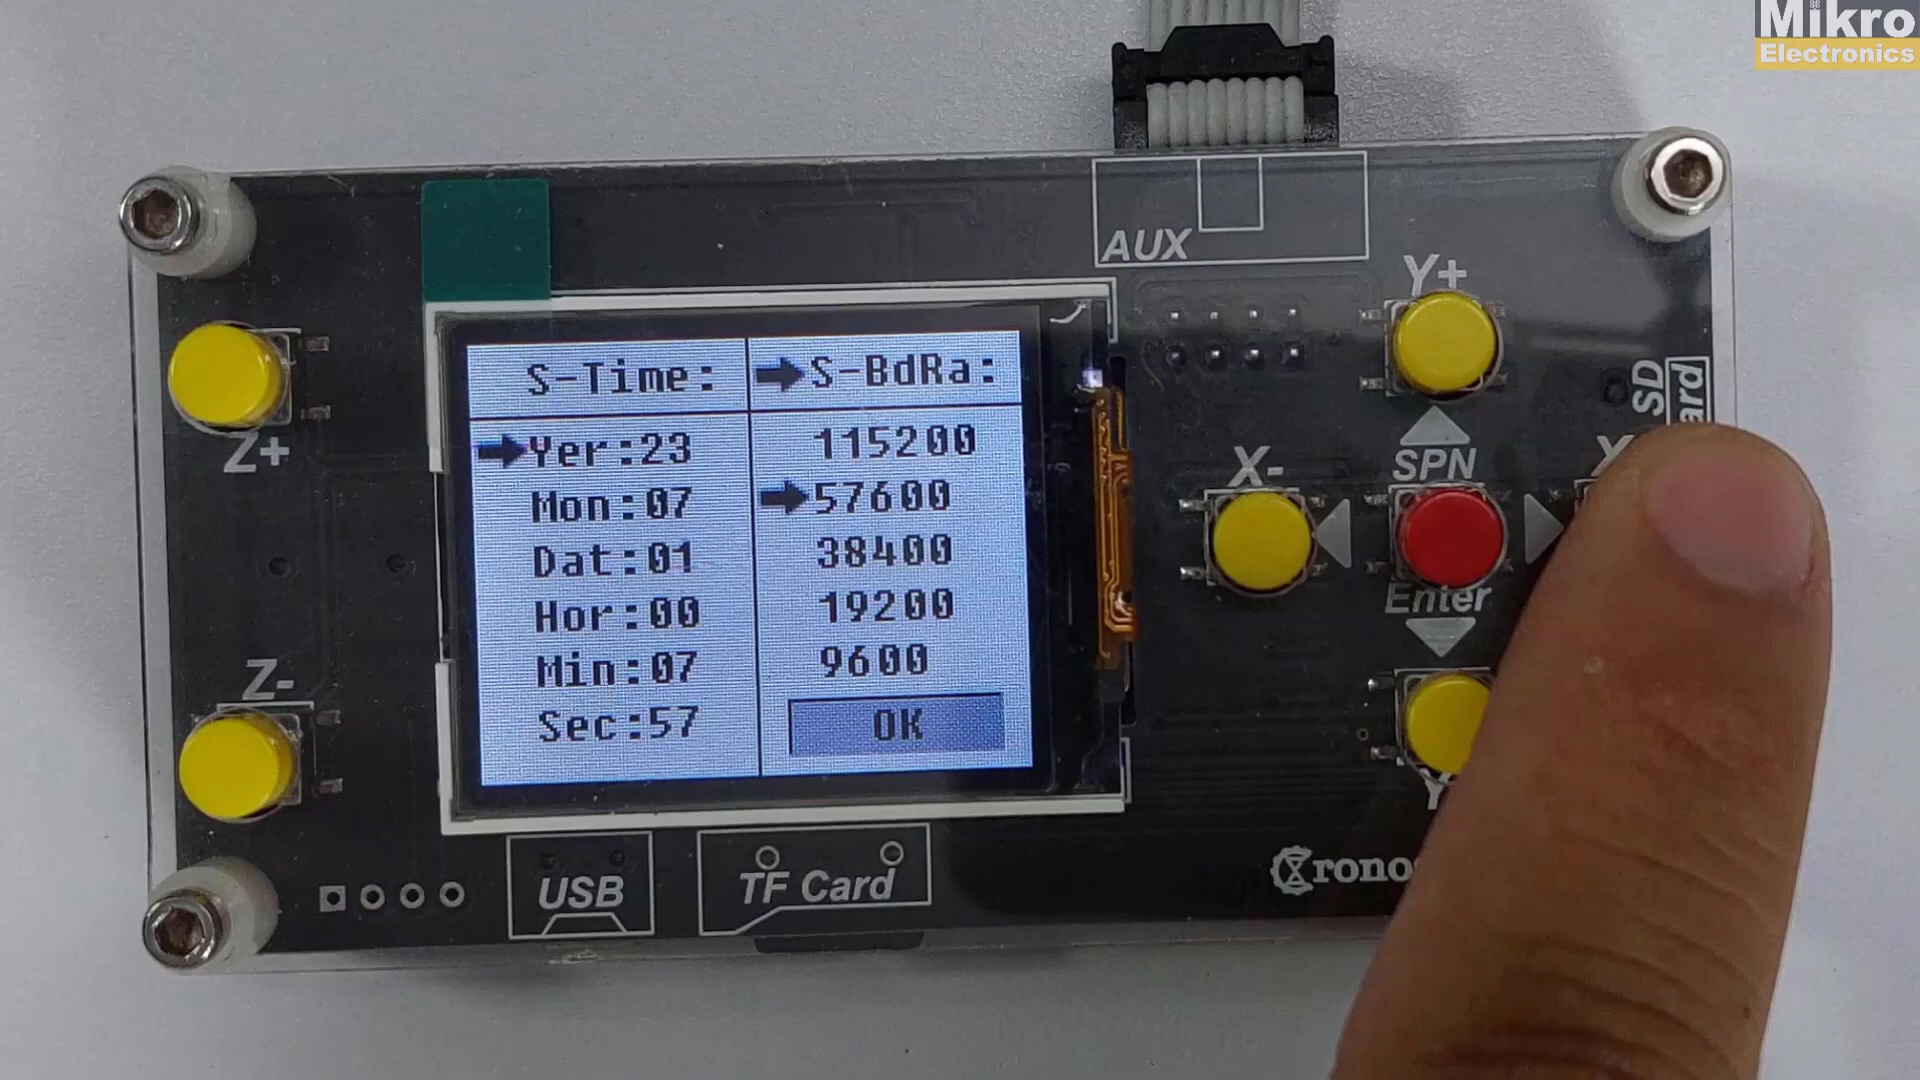 Mikro
Electronics
AUX
Y+
SD
Z+
X-
SPN
Enter
S-Time:
S-BdRa:
Yer:23
115200
Mon:07
57600
Dat:01
38400
Hor:00
19200
Min:07
9600
Sec:57
OK
Z-
USB
TF Card